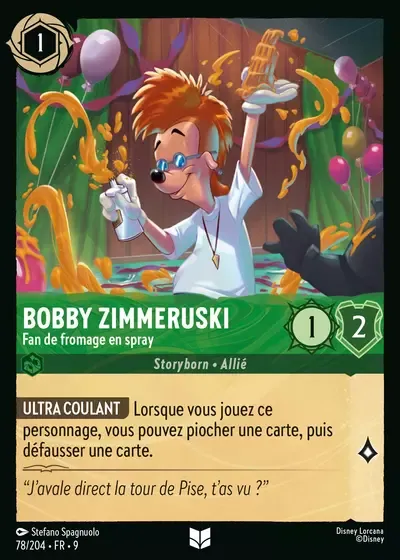 1
BOBBY ZIMMERUSKI
Fan de fromage en spray
1
2
Storyborn • Allié
ULTRA COULANT Lorsque vous jouez ce
personnage, vous pouvez piocher une carte, puis
défausser une carte.
“J’avale direct la tour de Pise, t’as vu ?”
Stefano Spagnuolo
78/204 • FR • 9
Disney Lorcana
©Disney